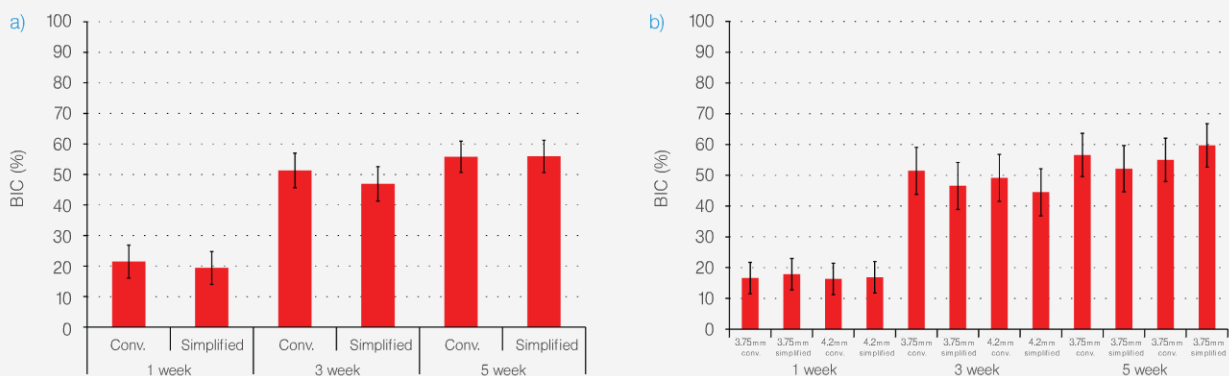 a)
BIC (%)
100
90
80
70
60
50
40
30
20
10
0
Conv. Simplified Conv. Simplified Conv. Simplified
1 week 3 week 5 week
b)
BIC (%)
100
90
80
70
60
50
40
30
20
10
0
3.75mm 3.75mm 4.2mm 4.2mm 3.75mm 3.75mm 4.2mm 4.2mm 3.75mm 3.75mm 3.75mm 3.75mm
conv. simplified conv. simplified conv. simplified conv. simplified conv. simplified conv. simplified
1 week 3 week 5 week